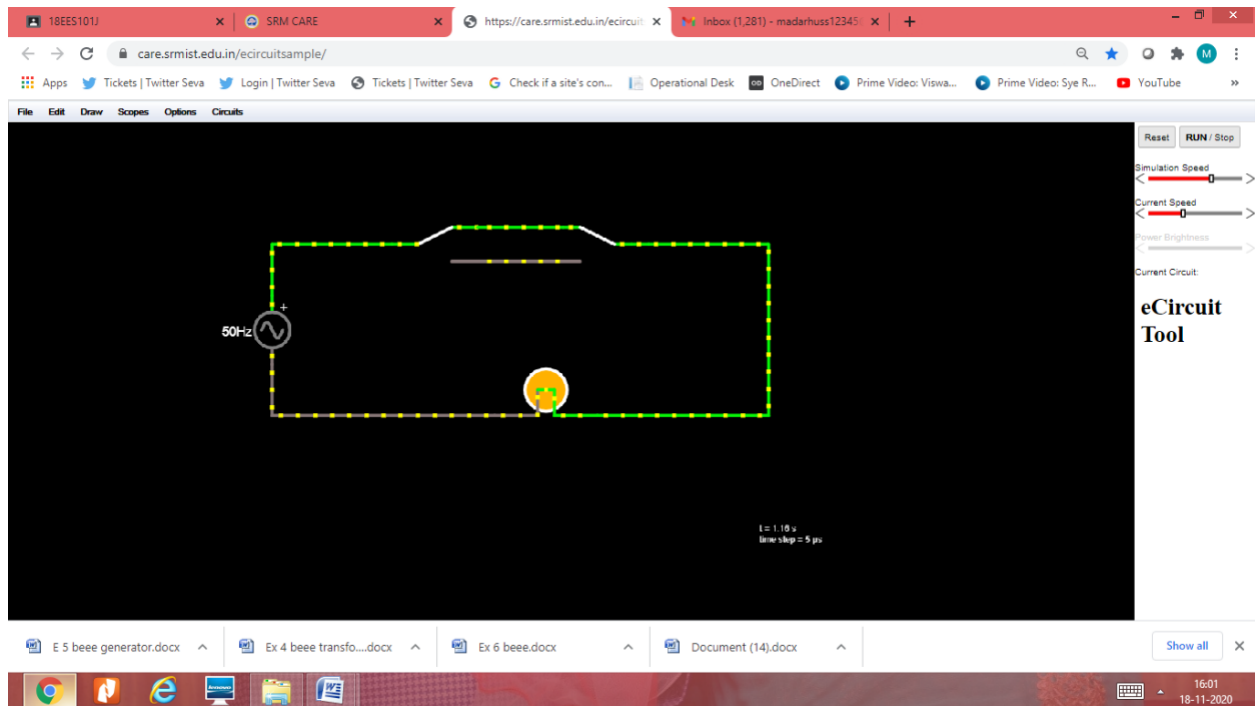 18EES101J
SRM CARE
https://care.srmist.edu.in/ecircuit
Inbox (1,281) - madarhuss12345
care.srmist.edu.in/ecircuitsample/
M
Apps
Tickets | Twitter Seva
Login | Twitter Seva
Tickets | Twitter Seva
Check if a site's con...
Operational Desk
OneDirect
Prime Video: Viswa...
Prime Video: Sye R...
YouTube
File Edit Draw Scopes Options Circuits
Reset
RUN / Stop
Simulation Speed
Current Speed
Power Brightness
Current Circuit:
eCircuit
Tool
+
50Hz
t = 1.16 s
time step = 5 µs
E 5 beee generator.docx
Ex 4 beee transfo....docx
Ex 6 beee.docx
Document (14).docx
Show all
lenovo
16:01
18-11-2020